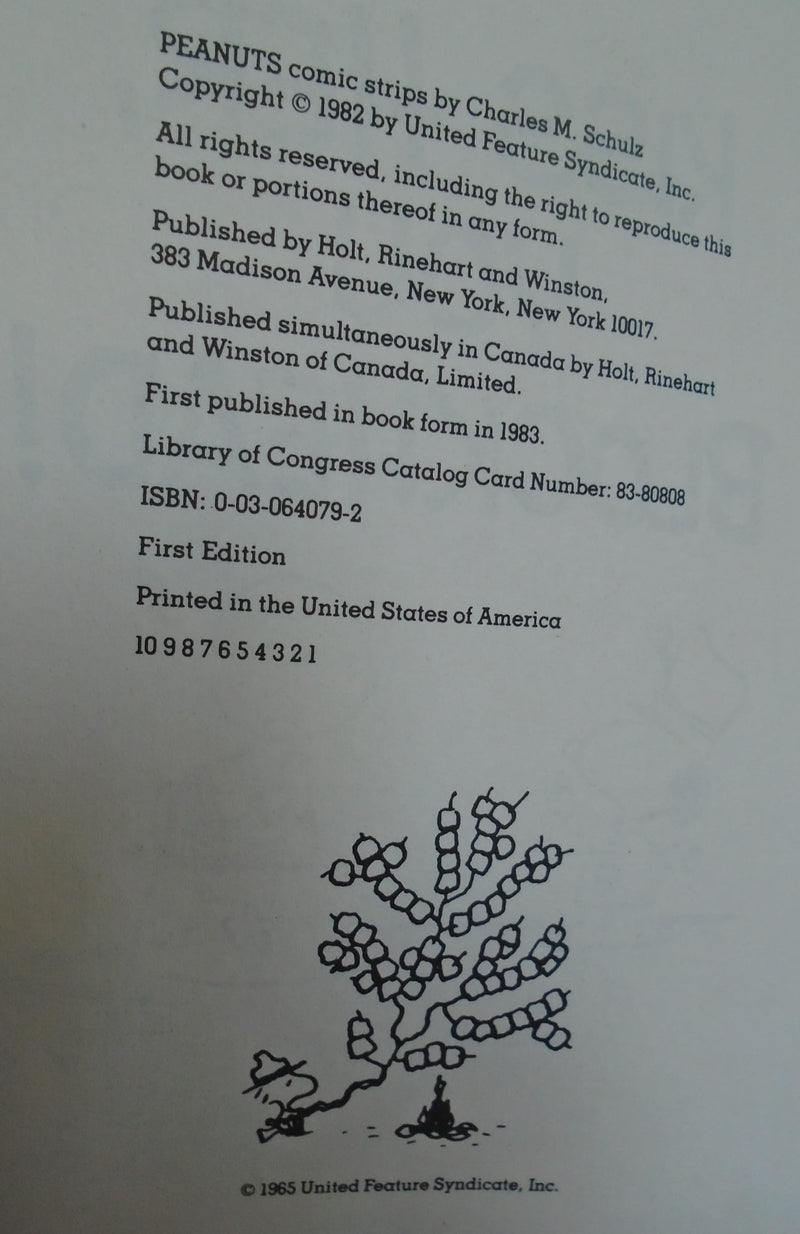 PEANUTS comic strips by Charles M. Schulz
Copyright © 1982 by United Feature Syndicate, Inc.
All rights reserved, including the right to reproduce this
book or portions thereof in any form.
Published by Holt, Rinehart and Winston,
383 Madison Avenue, New York, New York 10017.
Published simultaneously in Canada by Holt, Rinehart
and Winston of Canada, Limited.
First published in book form in 1983.
Library of Congress Catalog Card Number: 83-80808
ISBN: 0-03-064079-2
First Edition
Printed in the United States of America
10 9 8 7 6 5 4 3 2 1
© 1965 United Feature Syndicate, Inc.